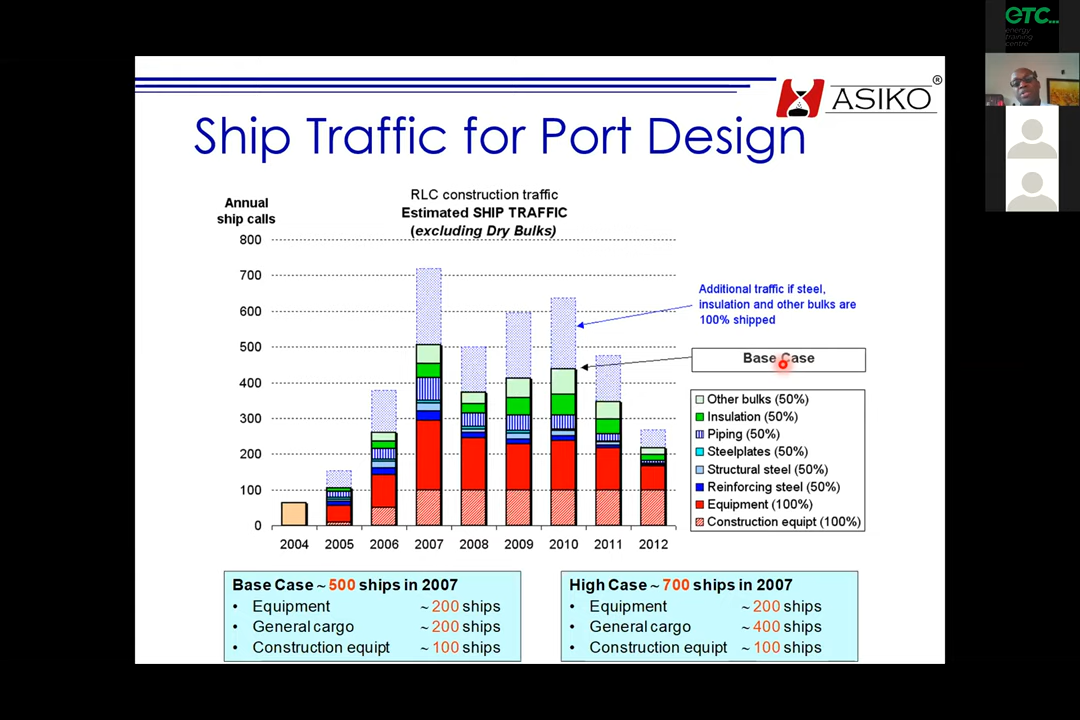 eTC...
energy
training
centre
ASIKO®
Ship Traffic for Port Design
Annual
ship calls
RLC construction traffic
Estimated SHIP TRAFFIC
(excluding Dry Bulks)
800
700
600
500
400
300
200
100
0
2004 2005 2006 2007 2008 2009 2010 2011 2012
Additional traffic if steel,
insulation and other bulks are
100% shipped
Base Case
Other bulks (50%)
Insulation (50%)
Piping (50%)
Steelplates (50%)
Structural steel (50%)
Reinforcing steel (50%)
Equipment (100%)
Construction equipt (100%)
Base Case ~ 500 ships in 2007
• Equipment ~ 200 ships
• General cargo ~ 200 ships
• Construction equipt ~ 100 ships
High Case ~ 700 ships in 2007
• Equipment ~ 200 ships
• General cargo ~ 400 ships
• Construction equipt ~ 100 ships